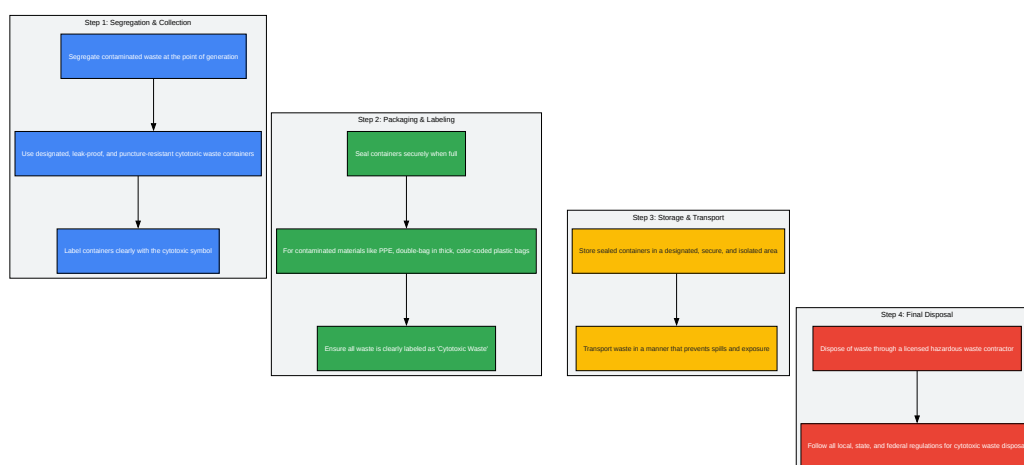 Step 1: Segregation & Collection
Segregate contaminated waste at the point of generation
Use designated, leak-proof, and puncture-resistant cytotoxic waste containers
Label containers clearly with the cytotoxic symbol
Step 2: Packaging & Labeling
Seal containers securely when full
For contaminated materials like PPE, double-bag in thick, color-coded plastic bags
Ensure all waste is clearly labeled as 'Cytotoxic Waste'
Step 3: Storage & Transport
Store sealed containers in a designated, secure, and isolated area
Transport waste in a manner that prevents spills and exposure
Step 4: Final Disposal
Dispose of waste through a licensed hazardous waste contractor
Follow all local, state, and federal regulations for cytotoxic waste disposa